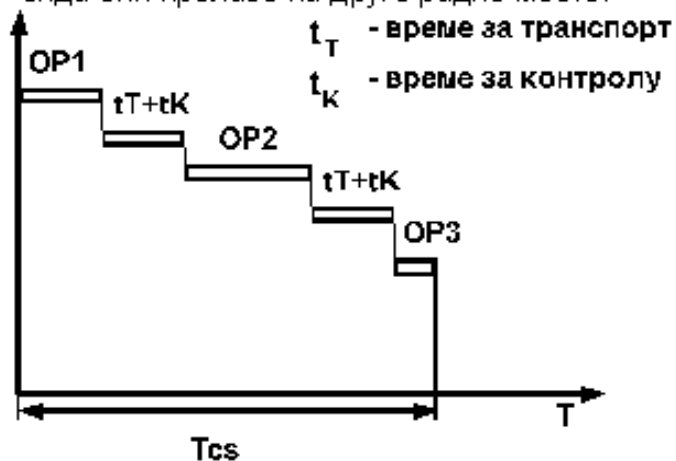 t_T - време за транспорт
OP1
t_K - време за контролу
tT+tK
OP2
tT+tK
OP3
T
Tcs